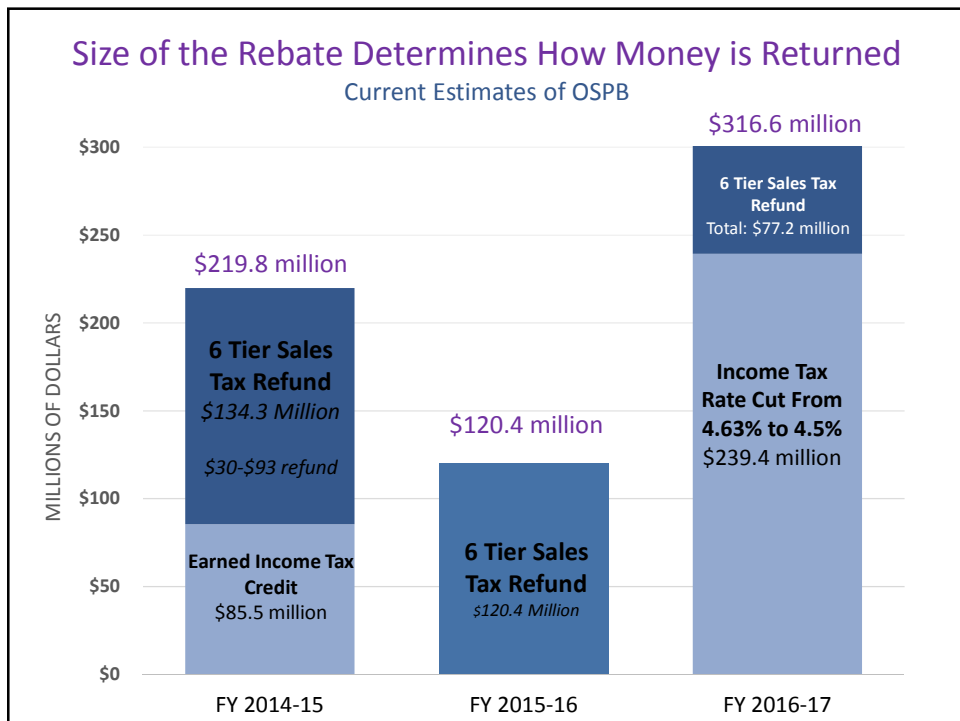 Size of the Rebate Determines How Money is Returned
Current Estimates of OSPB
$316.6 million
$300
6 Tier Sales Tax
Refund
Total: $77.2 million
$250
$219.8 million
$200
6 Tier Sales
Tax Refund
$134.3 Million
$30-$93 refund
Income Tax
Rate Cut From
4.63% to 4.5%
$239.4 million
$150
$120.4 million
MILLIONS OF DOLLARS
$100
6 Tier Sales
Tax Refund
$120.4 Million
Earned Income Tax
Credit
$85.5 million
$50
$0
FY 2014-15
FY 2015-16
FY 2016-17